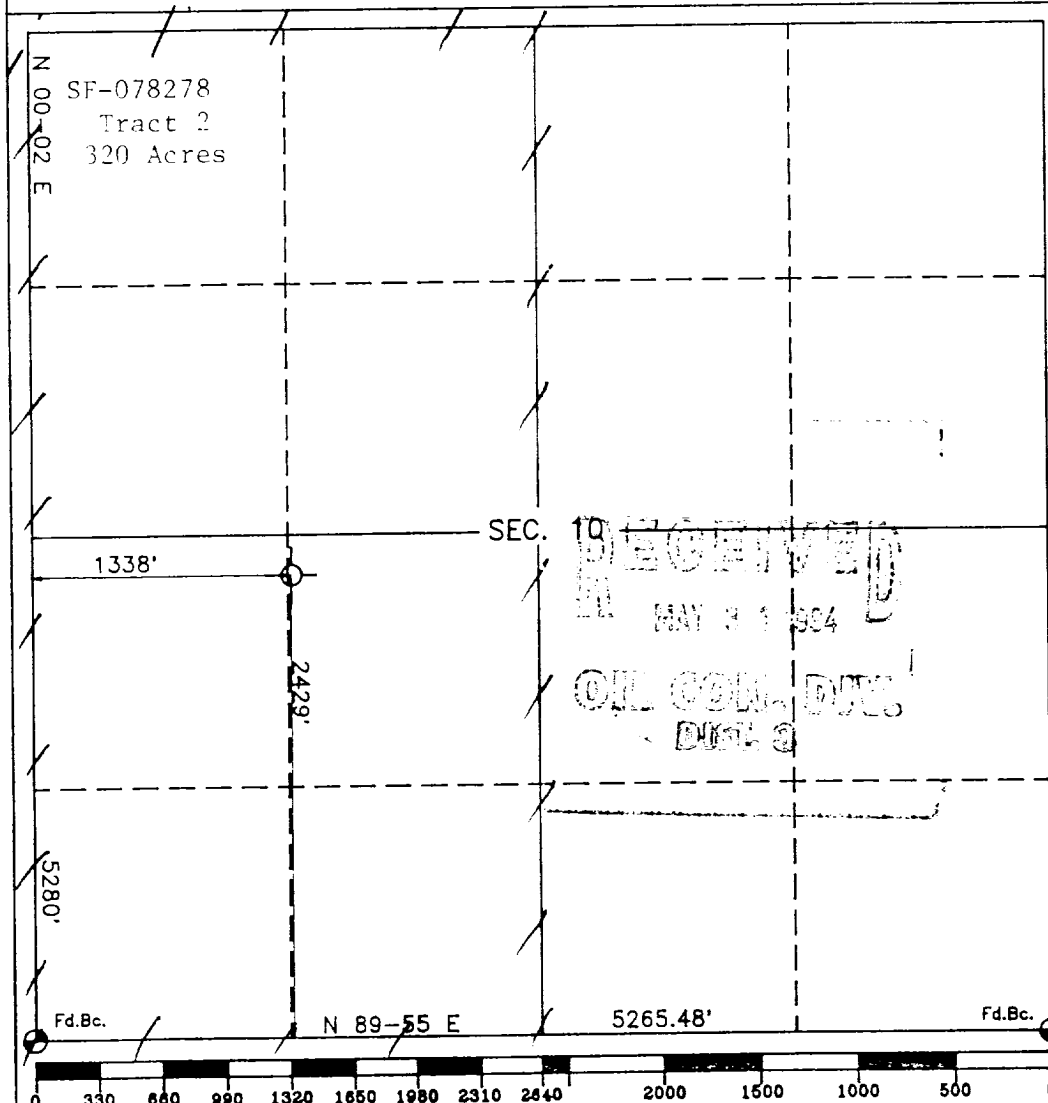 N 00-02 E
SF-078278
Tract 2
320 Acres
SEC. 10
1338'
RECEIVED
MAY 3 1 1994
OIL CON. DIV.
DIST. 3
2429'
5280'
Fd.Bc.
N 89-55 E
5265.48'
Fd.Bc.
0 330 660 990 1320 1650 1980 2310 2640 2000 1500 1000 500